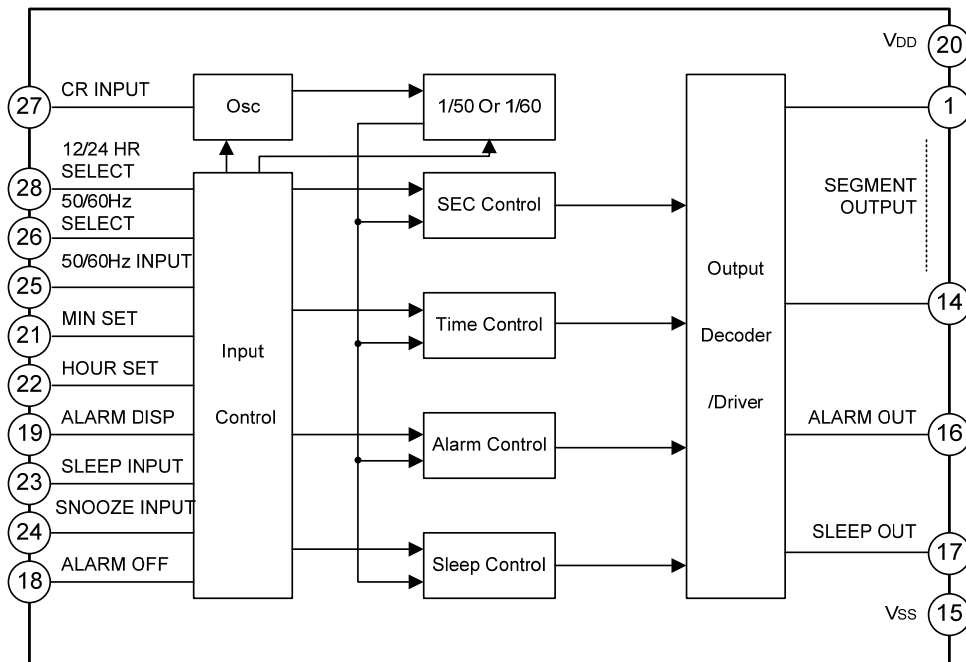 VDD
20
27
CR INPUT
Osc
1/50 Or 1/60
1
12/24 HR
SELECT
28
50/60Hz
SELECT
26
50/60Hz INPUT
25
MIN SET
21
HOUR SET
22
ALARM DISP
19
SLEEP INPUT
23
SNOOZE INPUT
24
ALARM OFF
18
Input
Control
SEC Control
Time Control
Alarm Control
Sleep Control
Output
Decoder
/Driver
SEGMENT
OUTPUT
14
ALARM OUT
16
SLEEP OUT
17
VSS
15